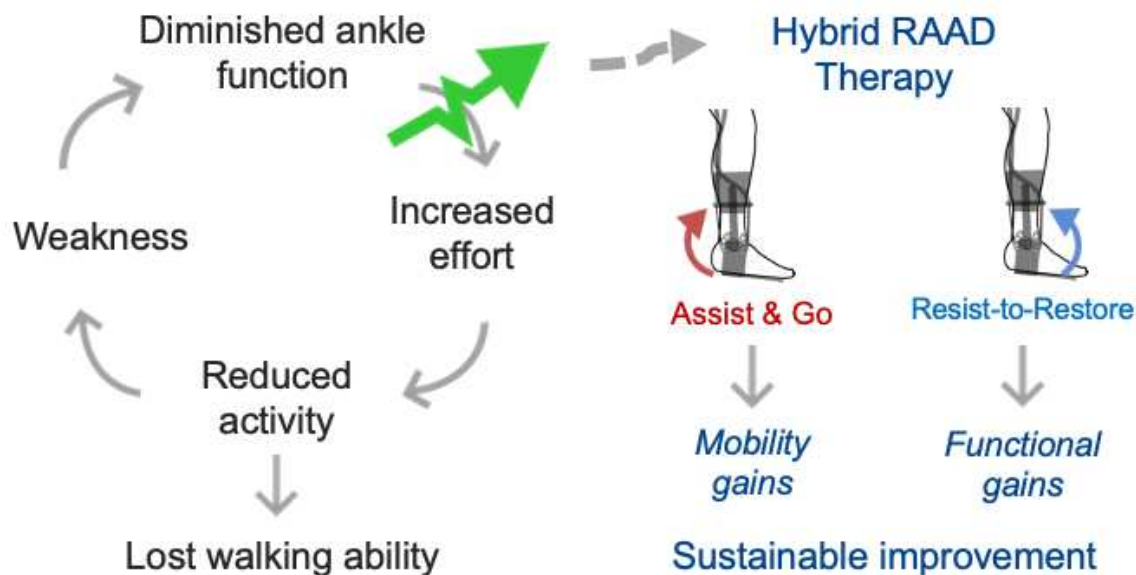 Diminished ankle
function
Increased
effort
Reduced
activity
Weakness
Lost walking ability
Hybrid RAAD
Therapy
Assist & Go
Resist-to-Restore
Mobility
gains
Functional
gains
Sustainable improvement